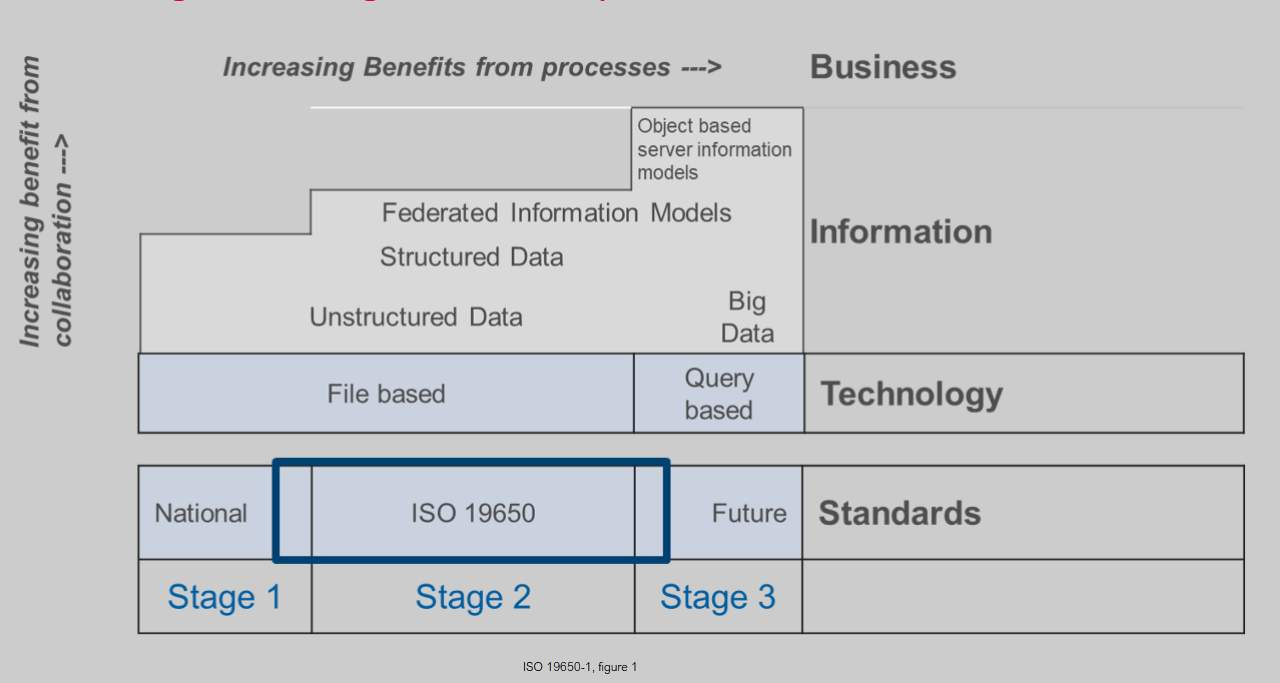 Increasing benefit from
collaboration --->
Increasing Benefits from processes --->
Business
Object based
server information
models
Federated Information Models
Structured Data
Information
Unstructured Data
Big
Data
File based
Query
based
Technology
National
ISO 19650
Future
Standards
Stage 1
Stage 2
Stage 3
ISO 19650-1, figure 1